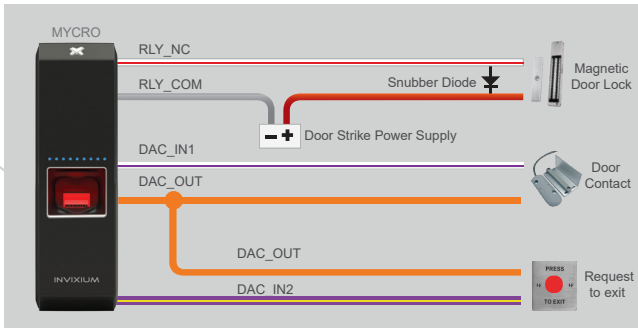 MYCRO
RLY_NC
RLY_COM
Snubber Diode
Magnetic
Door Lock
Door Strike Power Supply
DAC_IN1
DAC_OUT
Door
Contact
DAC_OUT
DAC_IN2
INVIXIUM
PRESS
TO EXIT
Request
to exit